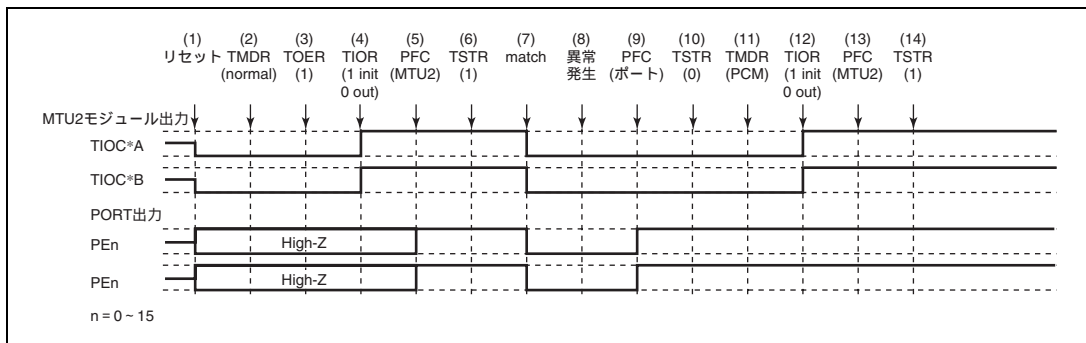 (1) (2) (3) (4) (5) (6) (7) (8) (9) (10) (11) (12) (13) (14)
リセット TMDR TOER TIOR PFC TSTR match 異常 PFC TSTR TMDR TIOR PFC TSTR
(normal) (1) (1 init (MTU2) (1) 発生 (ポート) (0) (PCM) (1 init (MTU2) (1)
0 out) 0 out)
MTU2モジュール出力
TIOC*A
TIOC*B
PORT出力
PEn High-Z
PEn High-Z
n = 0 ~ 15